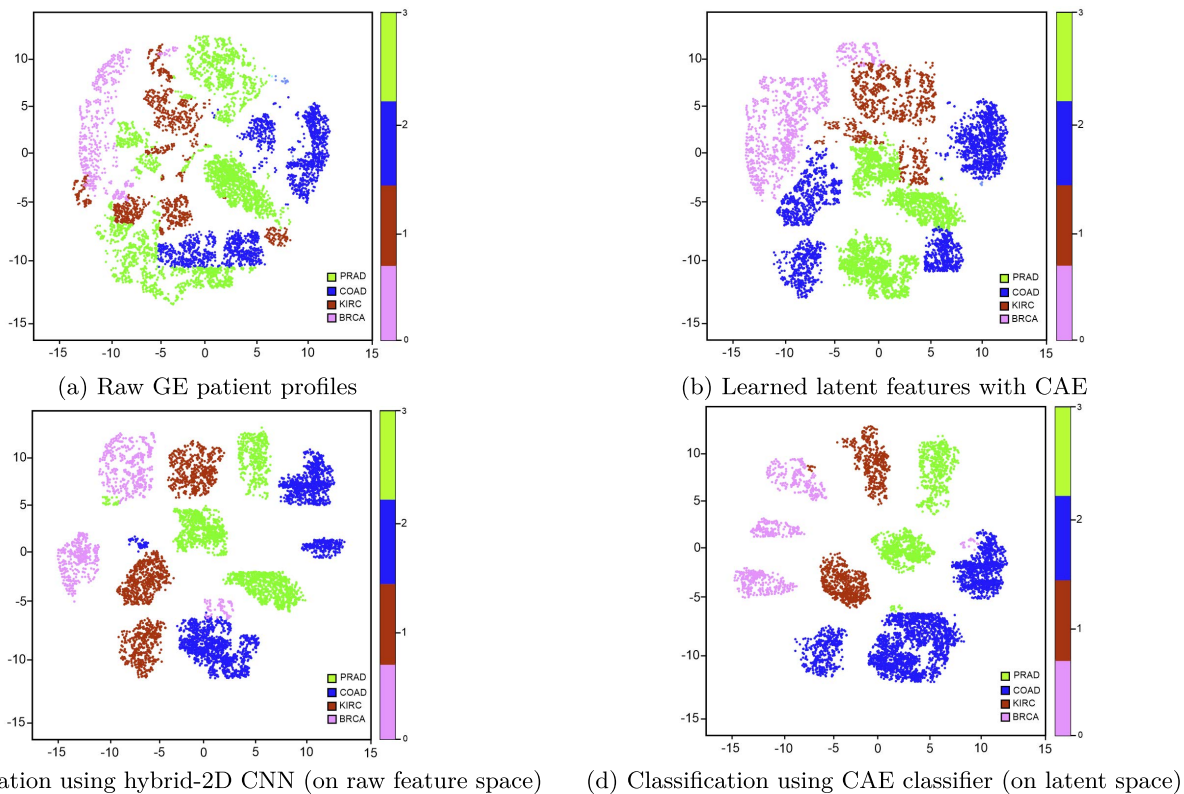 3
10
5
0
-5
-10
-15
2
1
0
PRAD
COAD
KIRC
BRCA
-15 -10 -5 0 5 10 15
(a) Raw GE patient profiles
3
10
5
0
-5
-10
-15
2
1
0
PRAD
COAD
KIRC
BRCA
-15 -10 -5 0 5 10 15
(b) Learned latent features with CAE
3
10
5
0
-5
-10
-15
2
1
0
PRAD
COAD
KIRC
BRCA
-15 -10 -5 0 5 10 15
ation using hybrid-2D CNN (on raw feature space)
3
10
5
0
-5
-10
-15
2
1
0
PRAD
COAD
KIRC
BRCA
-15 -10 -5 0 5 10 15
(d) Classification using CAE classifier (on latent space)